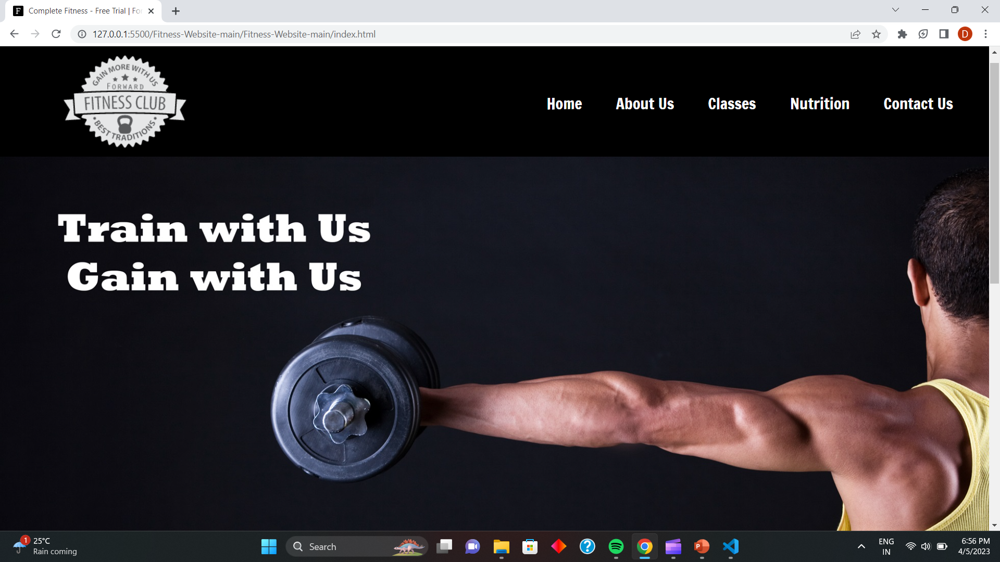 F
Complete Fitness - Free Trial | For
127.0.0.1:5500/Fitness-Website-main/Fitness-Website-main/index.html
D
GAIN MORE WITH US
FORWARD
FITNESS CLUB
BEST TRADITIONS
Home
About Us
Classes
Nutrition
Contact Us
Train with Us
Gain with Us
1
25°C
Rain coming
Search
P
ENG
IN
6:56 PM
4/5/2023